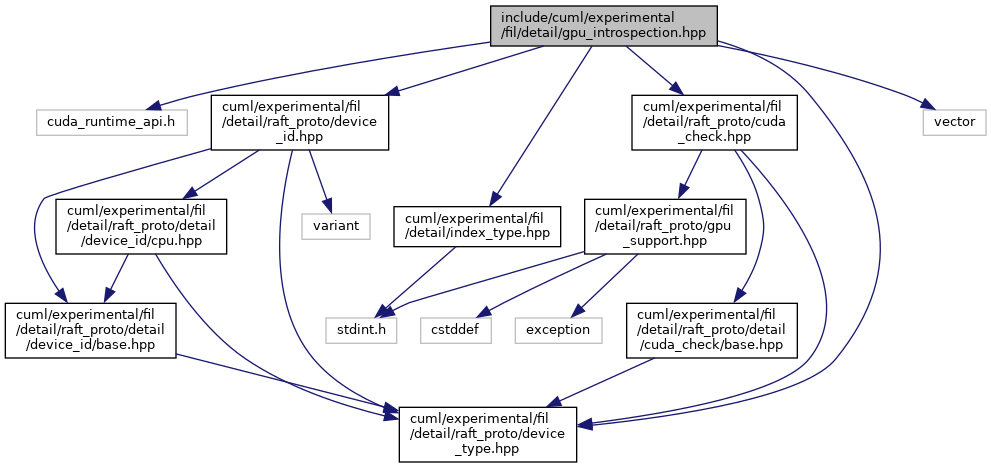 include/cuml/experimental
/fil/detail/gpu_introspection.hpp
cuda_runtime_api.h
cuml/experimental/fil
/detail/raft_proto/device
_id.hpp
cuml/experimental/fil
/detail/raft_proto/cuda
_check.hpp
vector
cuml/experimental/fil
/detail/raft_proto/detail
/device_id/cpu.hpp
variant
cuml/experimental/fil
/detail/index_type.hpp
cuml/experimental/fil
/detail/raft_proto/gpu
_support.hpp
cuml/experimental/fil
/detail/raft_proto/detail
/device_id/base.hpp
stdint.h
cstddef
exception
cuml/experimental/fil
/detail/raft_proto/detail
/cuda_check/base.hpp
cuml/experimental/fil
/detail/raft_proto/device
_type.hpp